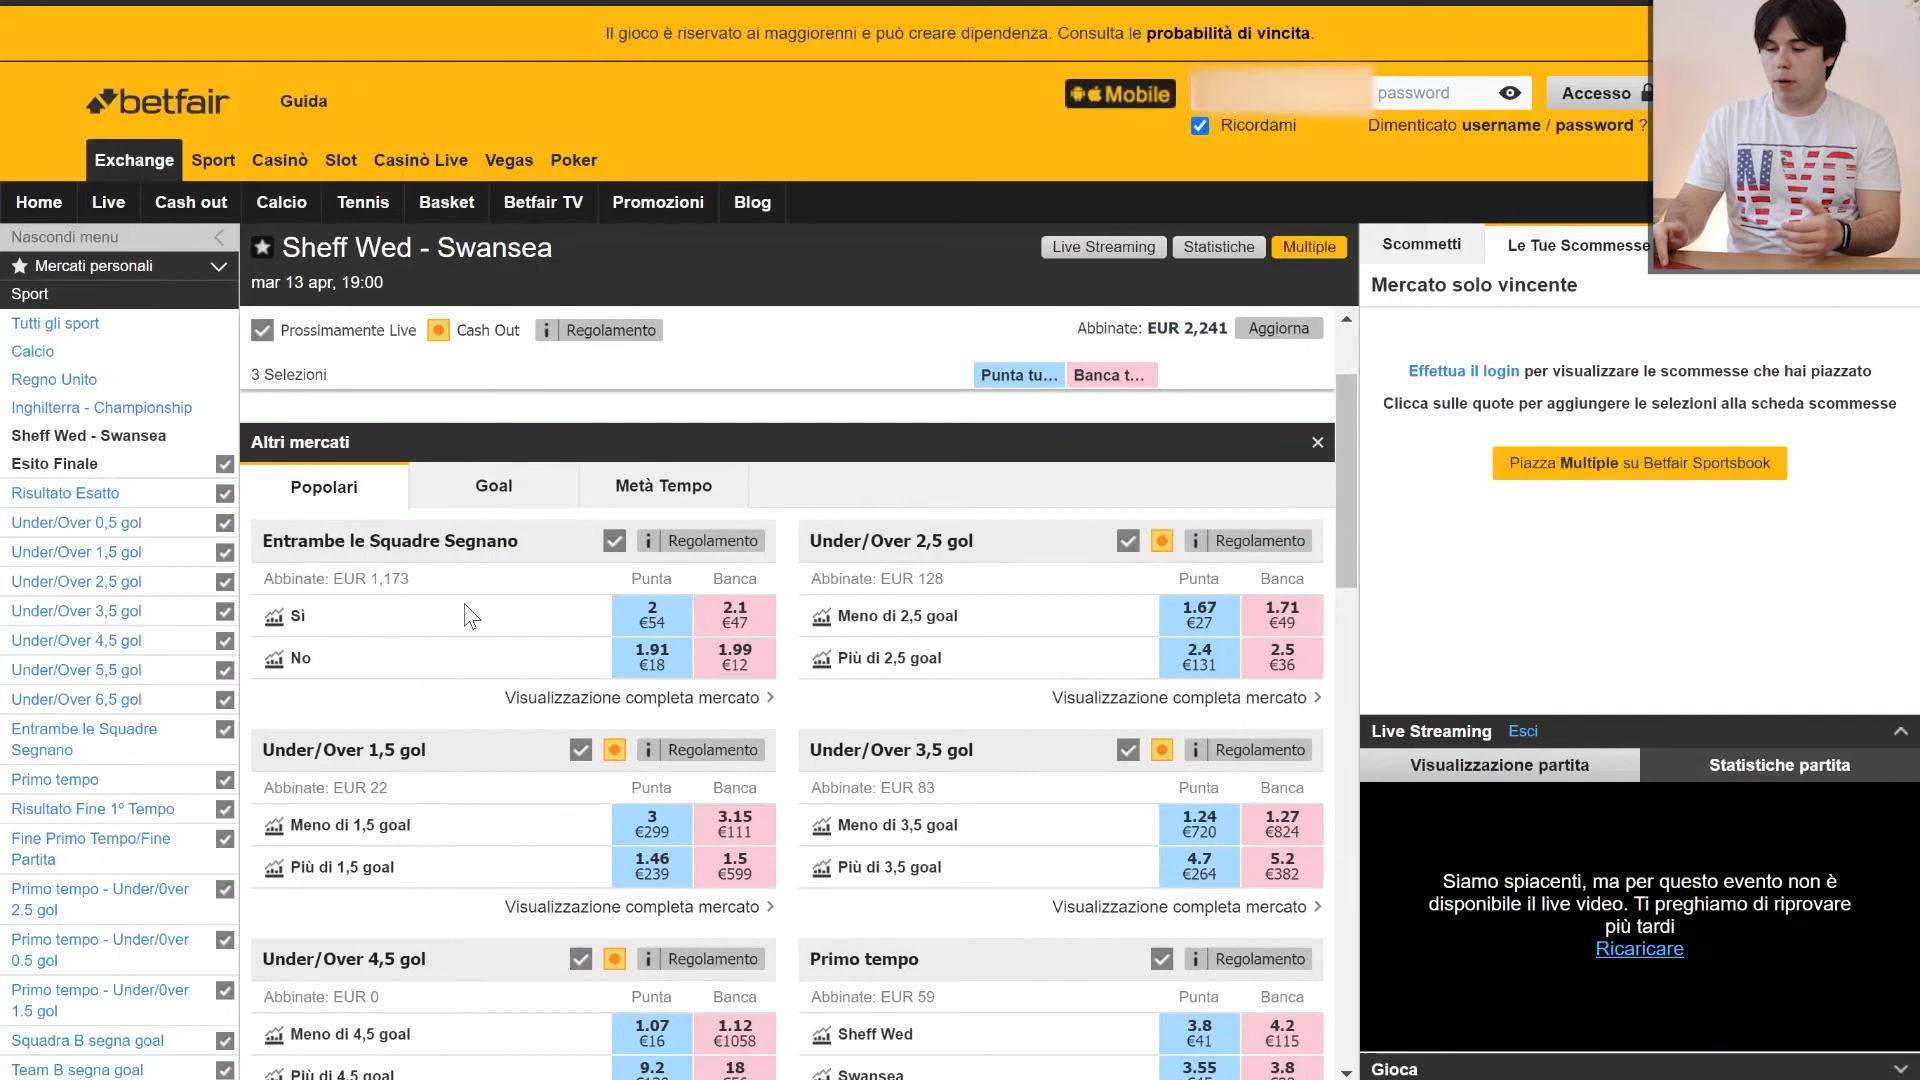 Il gioco è riservato ai maggiorenni e può creare dipendenza. Consulta le probabilità di vincita.
betfair
Guida
Mobile
password
Accesso
Ricordami
Dimenticato username / password ?
Exchange
Sport
Casinò
Slot
Casinò Live
Vegas
Poker
Home
Live
Cash out
Calcio
Tennis
Basket
Betfair TV
Promozioni
Blog
NYC
Nascondi menu
Mercati personali
Sport
Tutti gli sport
Calcio
Regno Unito
Inghilterra - Championship
Sheff Wed - Swansea
Esito Finale
Risultato Esatto
Under/Over 0,5 gol
Under/Over 1,5 gol
Under/Over 2,5 gol
Under/Over 3,5 gol
Under/Over 4,5 gol
Under/Over 5,5 gol
Under/Over 6,5 gol
Entrambe le Squadre
Segnano
Primo tempo
Risultato Fine 1º Tempo
Fine Primo Tempo/Fine
Partita
Primo tempo - Under/0ver
2.5 gol
Primo tempo - Under/0ver
0.5 gol
Primo tempo - Under/0ver
1.5 gol
Squadra B segna goal
Team B segna goal
Sheff Wed - Swansea
mar 13 apr, 19:00
Live Streaming
Statistiche
Multiple
Prossimamente Live
Cash Out
i Regolamento
Abbinate: EUR 2,241
Aggiorna
3 Selezioni
Punta tu...
Banca t...
Altri mercati
×
Popolari
Goal
Metà Tempo
Entrambe le Squadre Segnano
i Regolamento
Abbinate: EUR 1,173
Punta
Banca
Sì
2
€54
2.1
€47
No
1.91
€18
1.99
€12
Visualizzazione completa mercato
Under/Over 2,5 gol
i Regolamento
Abbinate: EUR 128
Punta
Banca
Meno di 2,5 goal
1.67
€27
1.71
€49
Più di 2,5 goal
2.4
€131
2.5
€36
Visualizzazione completa mercato
Under/Over 1,5 gol
i Regolamento
Abbinate: EUR 22
Punta
Banca
Meno di 1,5 goal
3
€299
3.15
€111
Più di 1,5 goal
1.46
€239
1.5
€599
Visualizzazione completa mercato
Under/Over 3,5 gol
i Regolamento
Abbinate: EUR 83
Punta
Banca
Meno di 3,5 goal
1.24
€720
1.27
€824
Più di 3,5 goal
4.7
€264
5.2
€382
Visualizzazione completa mercato
Under/Over 4,5 gol
i Regolamento
Abbinate: EUR 0
Punta
Banca
Meno di 4,5 goal
1.07
€16
1.12
€1058
Più di 4,5 goal
9.2
18
Primo tempo
i Regolamento
Abbinate: EUR 59
Punta
Banca
Sheff Wed
3.8
€41
4.2
€115
Swansea
3.55
3.8
Scommetti
Le Tue Scommesse
Mercato solo vincente
Effettua il login per visualizzare le scommesse che hai piazzato
Clicca sulle quote per aggiungere le selezioni alla scheda scommesse
Piazza Multiple su Betfair Sportsbook
Live Streaming
Esci
Visualizzazione partita
Statistiche partita
Siamo spiacenti, ma per questo evento non è
disponibile il live video. Ti preghiamo di riprovare
più tardi
Ricaricare
Gioca